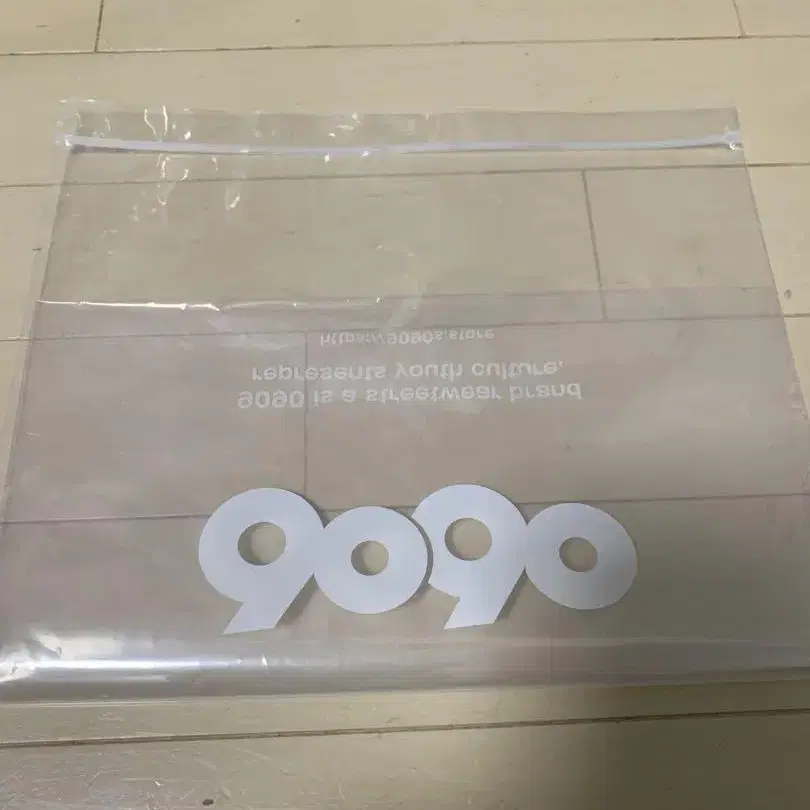 https://9090s.store
represents youth culture.
9090 is a streetwear brand
9090